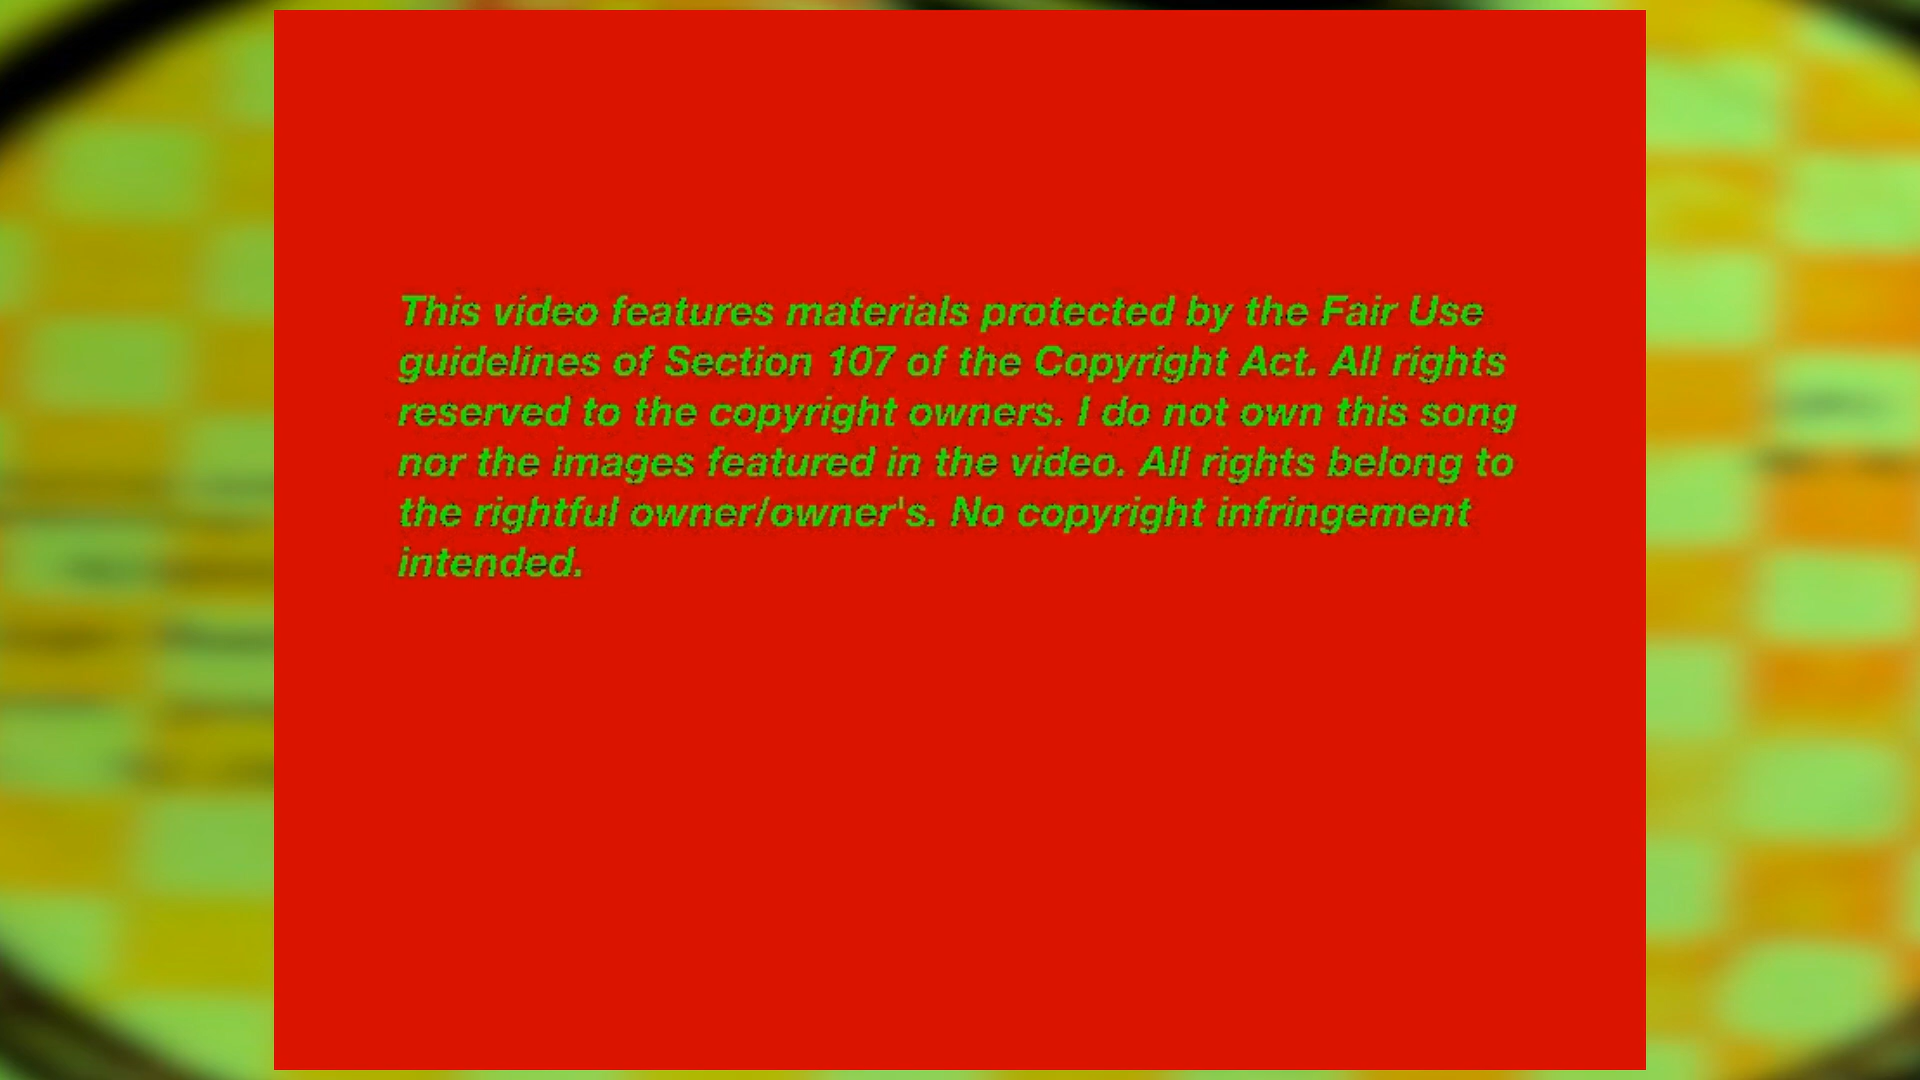 This video features materials protected by the Fair Use
guidelines of Section 107 of the Copyright Act. All rights
reserved to the copyright owners. I do not own this song
nor the images featured in the video. All rights belong to
the rightful owner/owner's. No copyright infringement
intended.